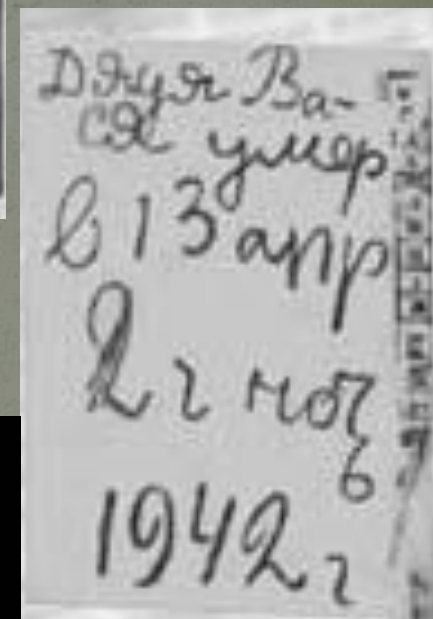 Дядя Ва-
ся умер
в 13 апр
2 ч ноч
ь
1942 г